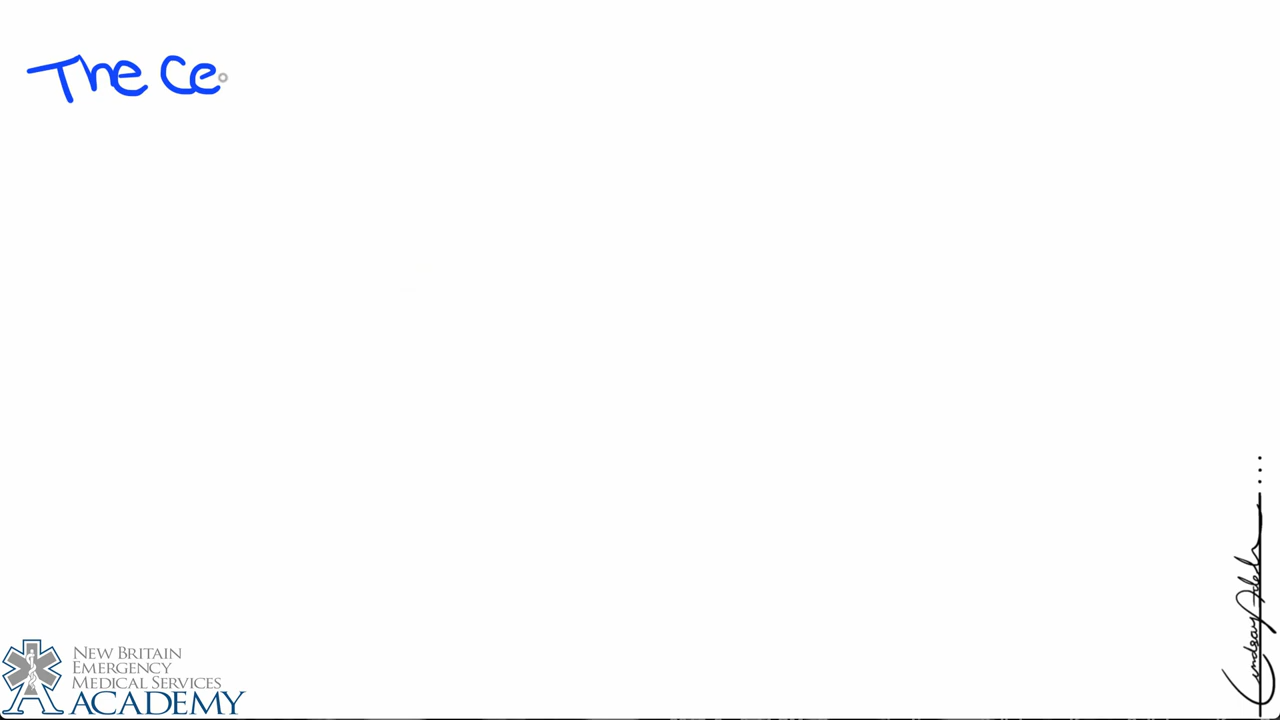 The Ce
NEW BRITAIN
EMERGENCY
MEDICAL SERVICES
ACADEMY